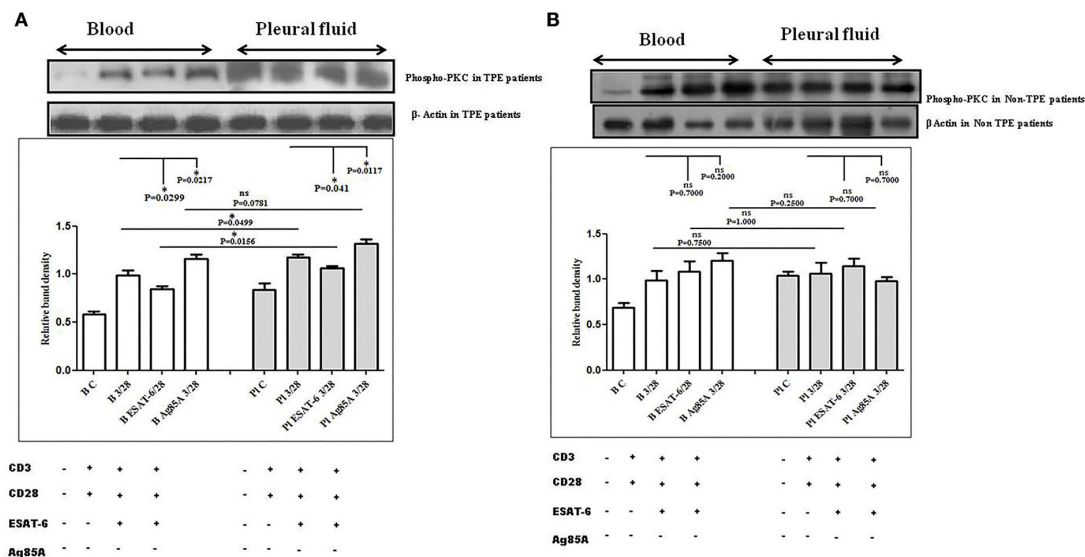 A
Blood
Pleural fluid
Phospho-PKC in TPE patients
β- Actin in TPE patients
*
P=0.0299
*
P=0.0217
*
P=0.041
*
P=0.0117
ns
P=0.0781
*
P=0.0499
*
P=0.0156
Relative band density
1.5
1.0
0.5
0.0
B C
B 3/28
B ESAT-6/28
B Ag85A 3/28
Pl C
Pl 3/28
Pl ESAT-6 3/28
Pl Ag85A 3/28
CD3 - + + + - + + +
CD28 - + + + - + + +
ESAT-6 - - + + - - + +
Ag85A - - - - - - - -
B
Blood
Pleural fluid
Phospho-PKC in Non-TPE patients
β Actin in Non TPE patients
ns
P=0.7000
ns
P=0.2000
ns
P=0.7000
ns
P=0.7000
ns
P=0.2500
ns
P=1.000
ns
P=0.7500
Relative band density
1.5
1.0
0.5
0.0
B C
B 3/28
B ESAT-6/28
B Ag85A 3/28
Pl C
Pl 3/28
Pl ESAT-6 3/28
Pl Ag85A 3/28
CD3 - + + + - + + +
CD28 - + + + - + + +
ESAT-6 - - + + - - + +
Ag85A - - - - - - - -